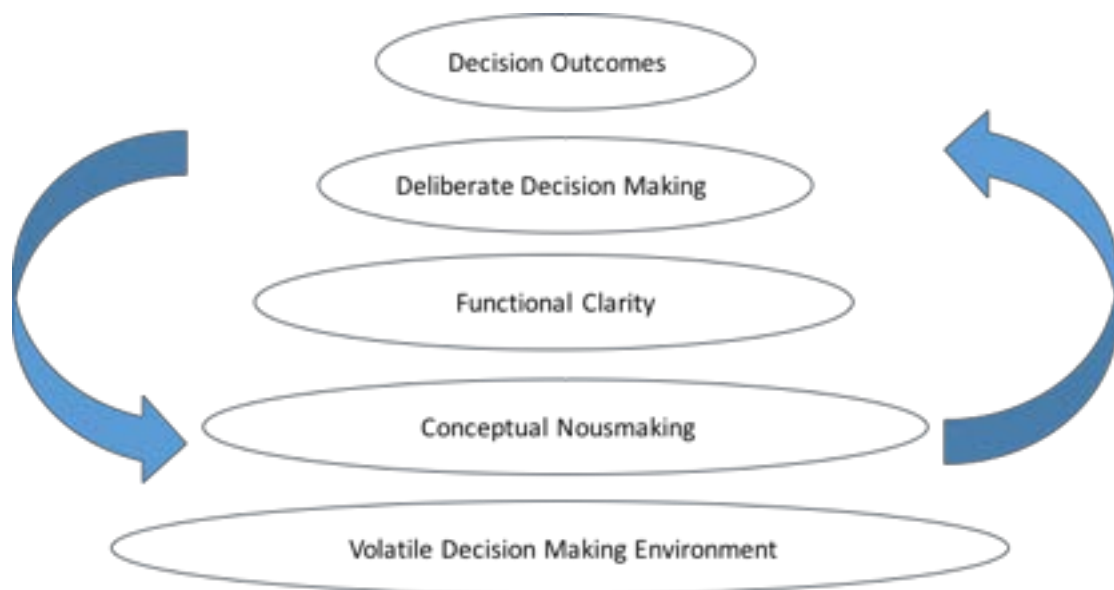 Decision Outcomes
Deliberate Decision Making
Functional Clarity
Conceptual Nousmaking
Volatile Decision Making Environment